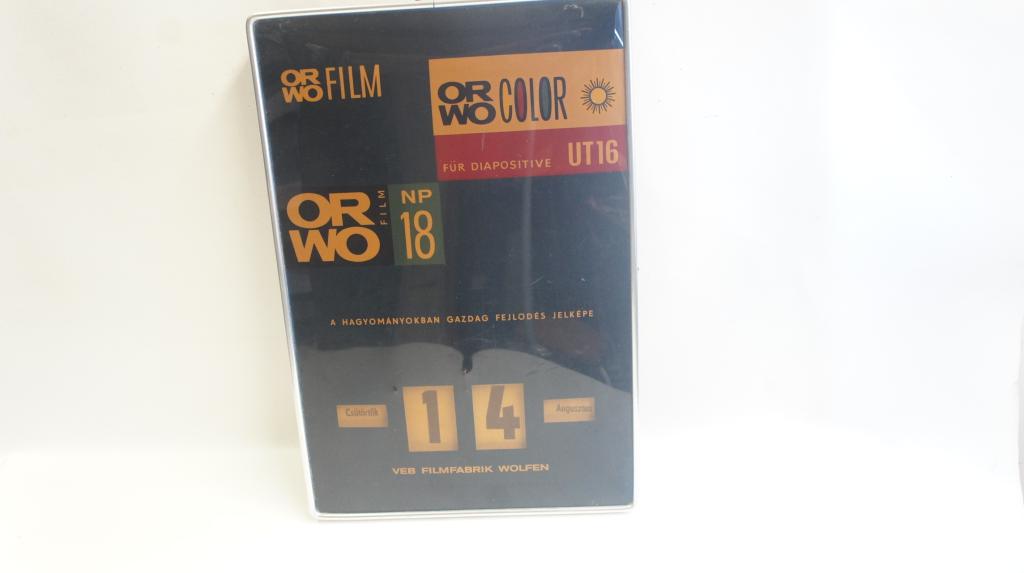 ORWO FILM
ORWO COLOR
FÜR DIAPOSITIVE UT16
ORWO FILM NP 18
A HAGYOMÁNYOKBAN GAZDAG FEJLŐDÉS JELKÉPE
Csütörtök 1 4 Augusztus
VEB FILMFABRIK WOLFEN